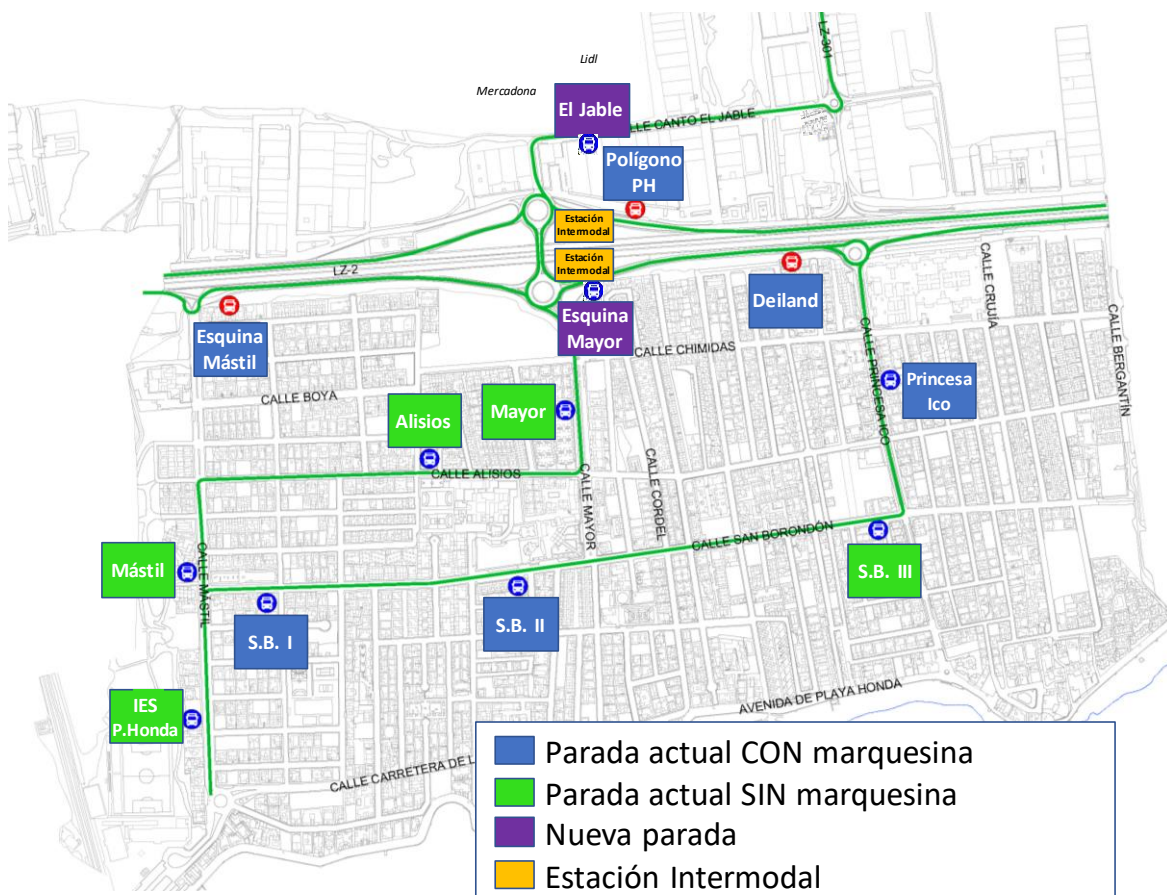 Lidl
Mercadona
LZ-301
El Jable
LLE CANTO EL JABLE
Polígono
PH
Estación
Intermodal
Estación
Intermodal
LZ-2
Esquina
Mástil
Esquina
Mayor
Deiland
CALLE CRUJÍA
CALLE BERGANTÍN
CALLE CHIMIDAS
CALLE PRINCESA ICO
Princesa
Ico
CALLE BOYA
Alisios
Mayor
CALLE ALISIOS
CALLE MAYOR
CALLE CORDEL
CALLE SAN BORONDÓN
Mástil
CALLE MÁSTIL
S.B. I
S.B. II
S.B. III
IES
P.Honda
AVENIDA DE PLAYA HONDA
CALLE CARRETERA DE L
Parada actual CON marquesina
Parada actual SIN marquesina
Nueva parada
Estación Intermodal